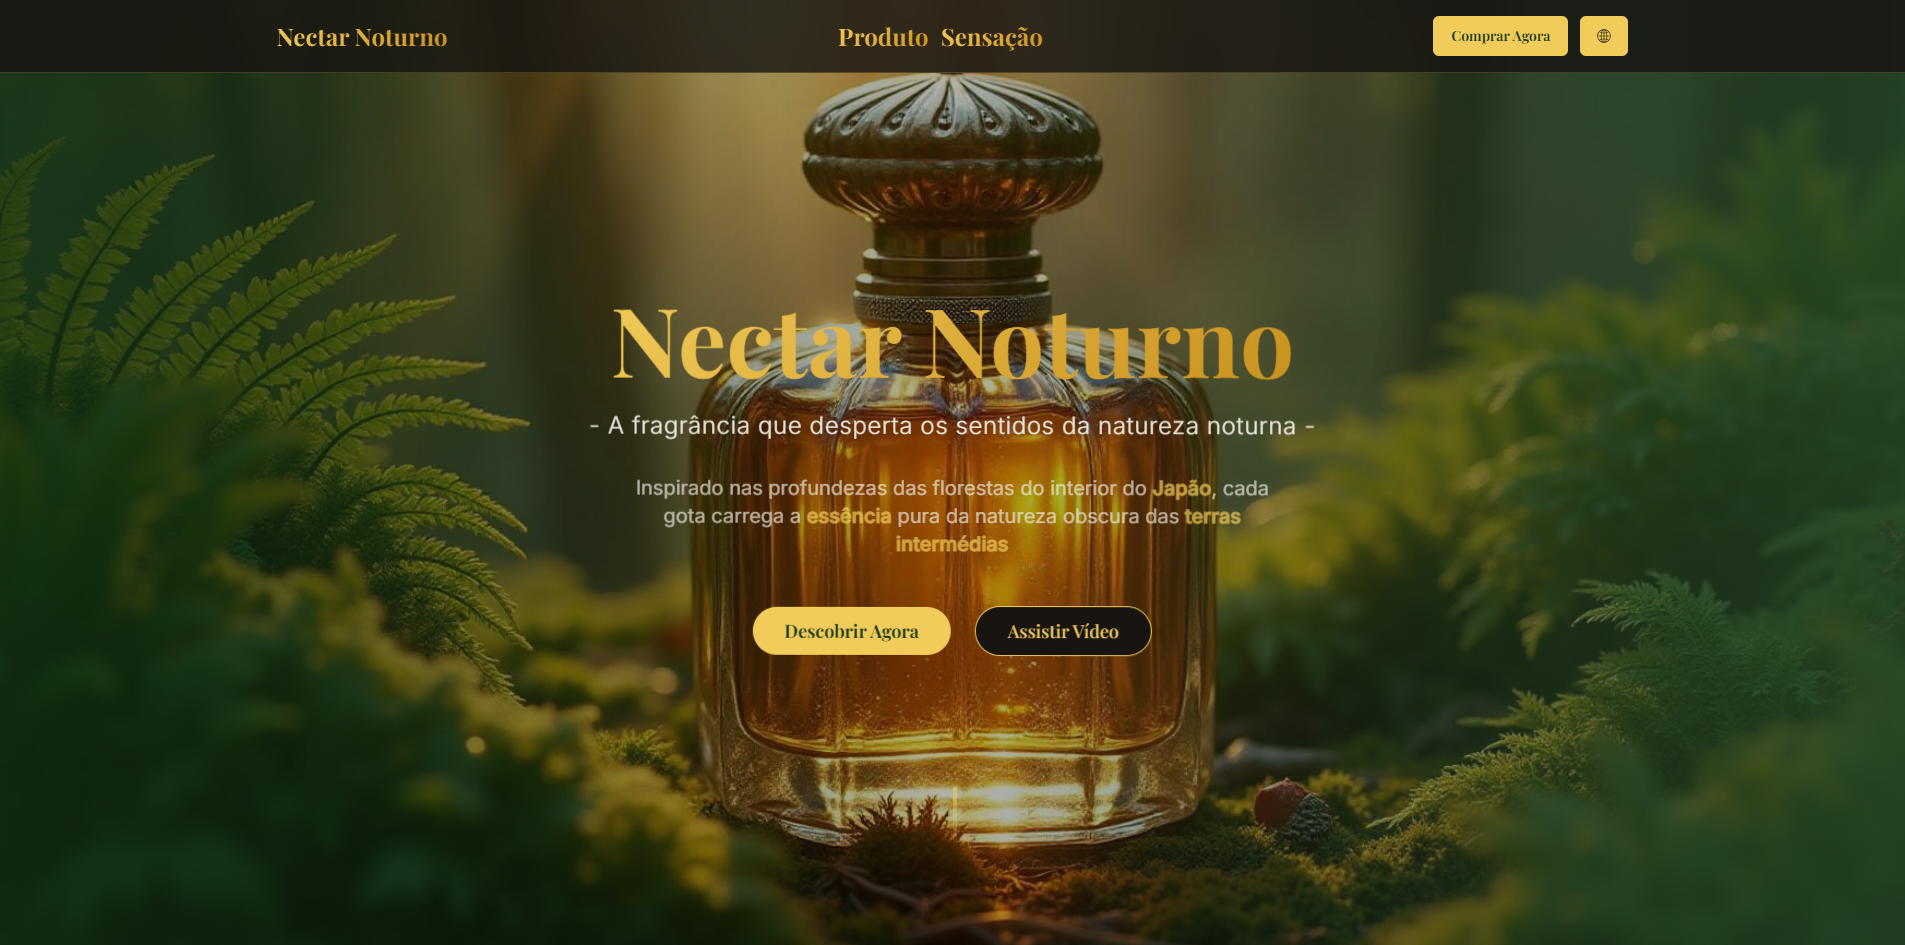 Nectar Noturno
Produto Sensação
Comprar Agora
Nectar Noturno
- A fragrância que desperta os sentidos da natureza noturna -
Inspirado nas profundezas das florestas do interior do Japão, cada
gota carrega a essência pura da natureza obscura das terras
intermédias
Descobrir Agora
Assistir Vídeo